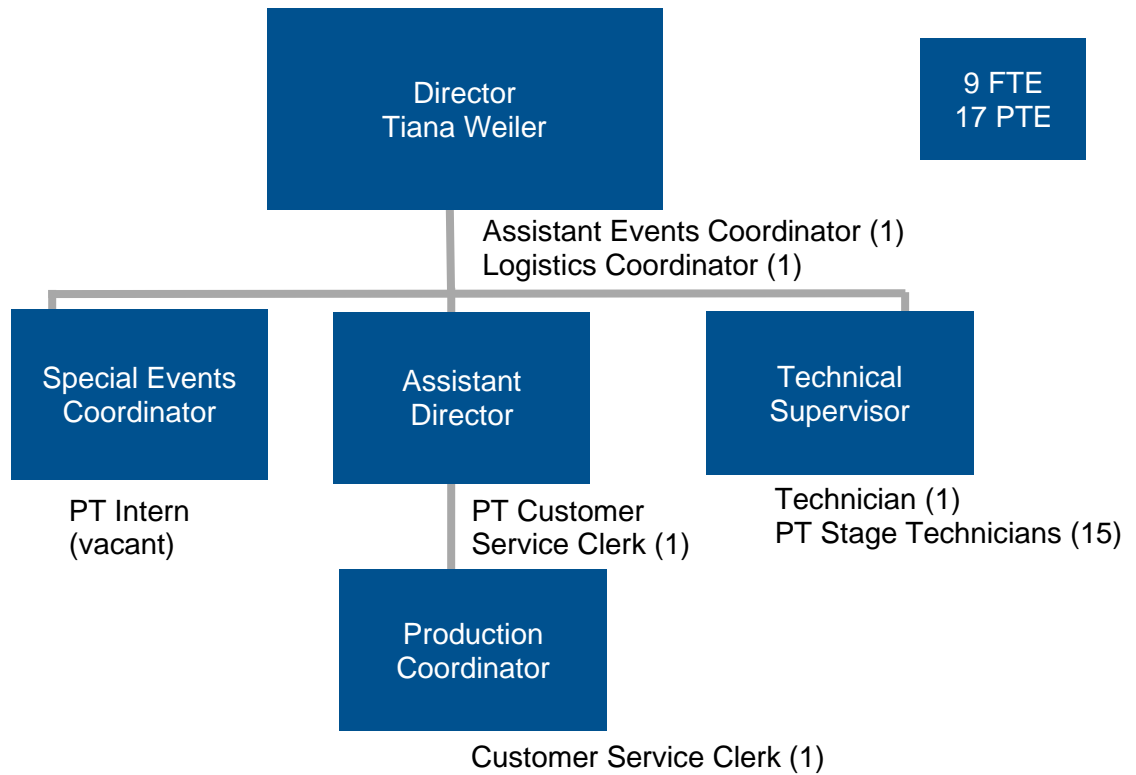 Director
Tiana Weiler
9 FTE
17 PTE
Assistant Events Coordinator (1)
Logistics Coordinator (1)
Special Events
Coordinator
Assistant
Director
Technical
Supervisor
PT Intern
(vacant)
PT Customer
Service Clerk (1)
Technician (1)
PT Stage Technicians (15)
Production
Coordinator
Customer Service Clerk (1)